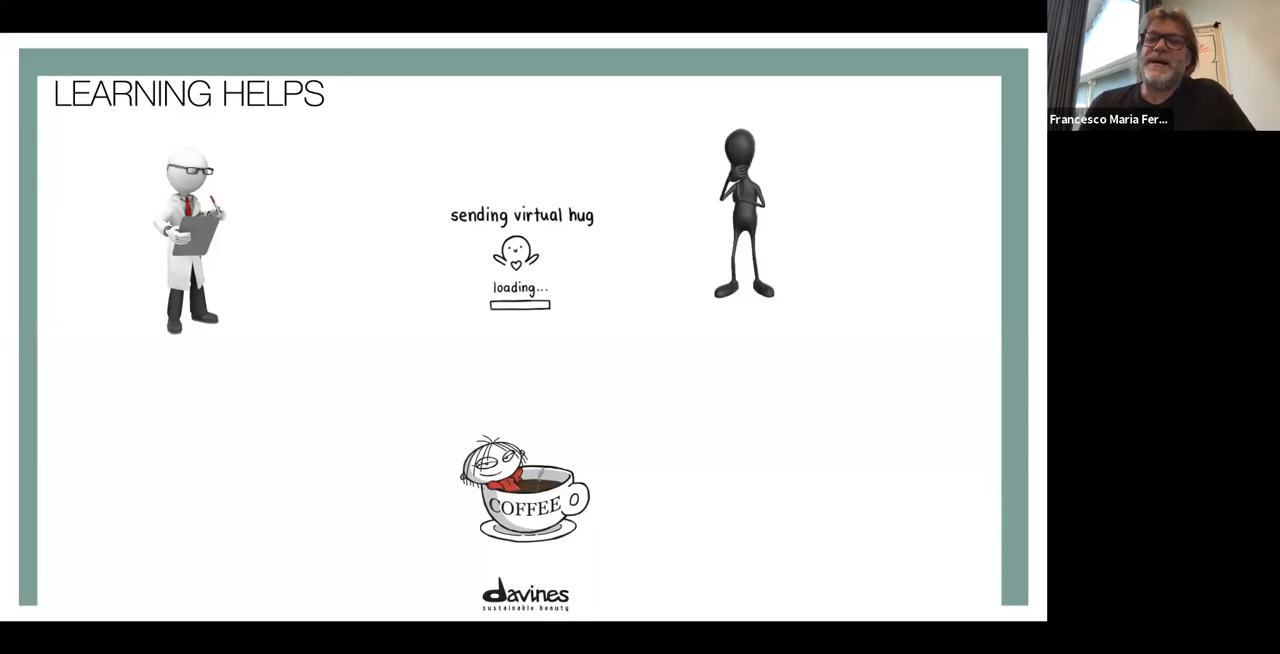 LEARNING HELPS
Francesco Maria Fer...
sending virtual hug
loading...
COFFEE
davines
sustainable beauty